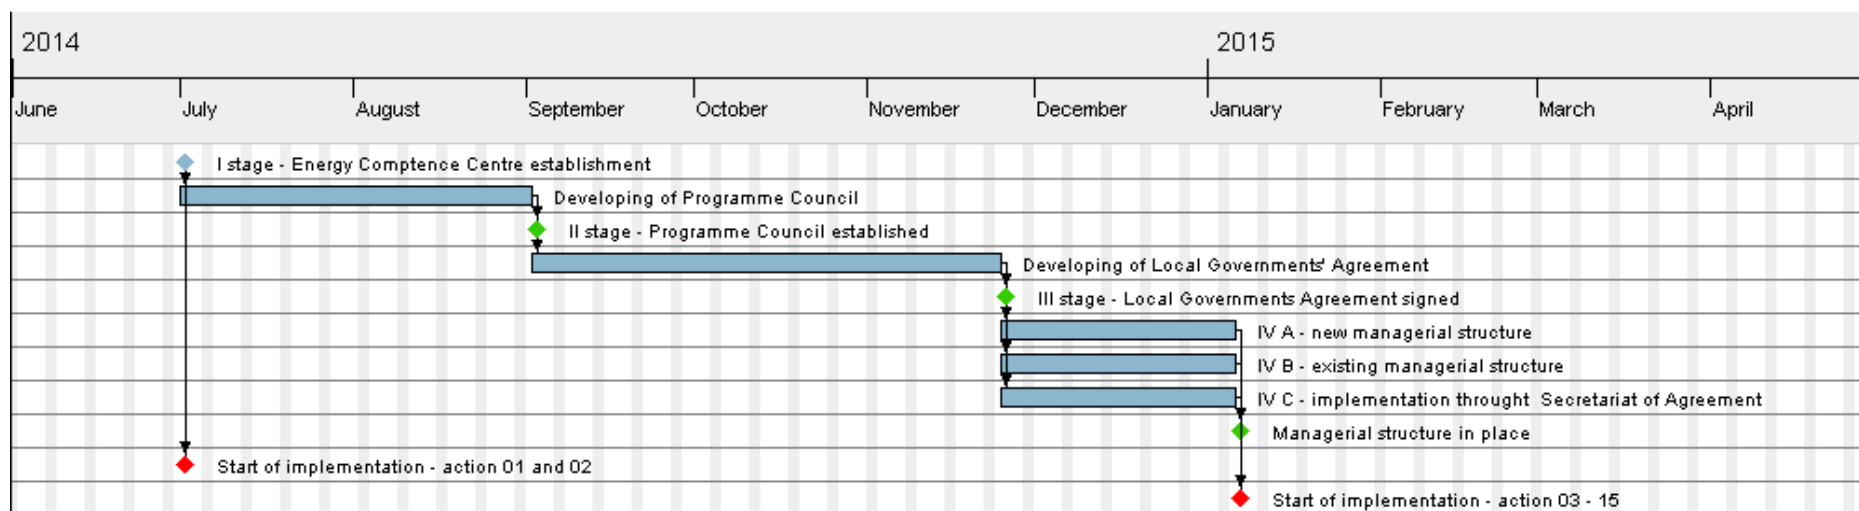 2014
2015
June
July
August
September
October
November
December
January
February
March
April
I stage - Energy Comptence Centre establishment
Developing of Programme Council
II stage - Programme Council established
Developing of Local Governments' Agreement
III stage - Local Governments Agreement signed
IV A - new managerial structure
IV B - existing managerial structure
IV C - implementation throught Secretariat of Agreement
Managerial structure in place
Start of implementation - action 01 and 02
Start of implementation - action 03 - 15